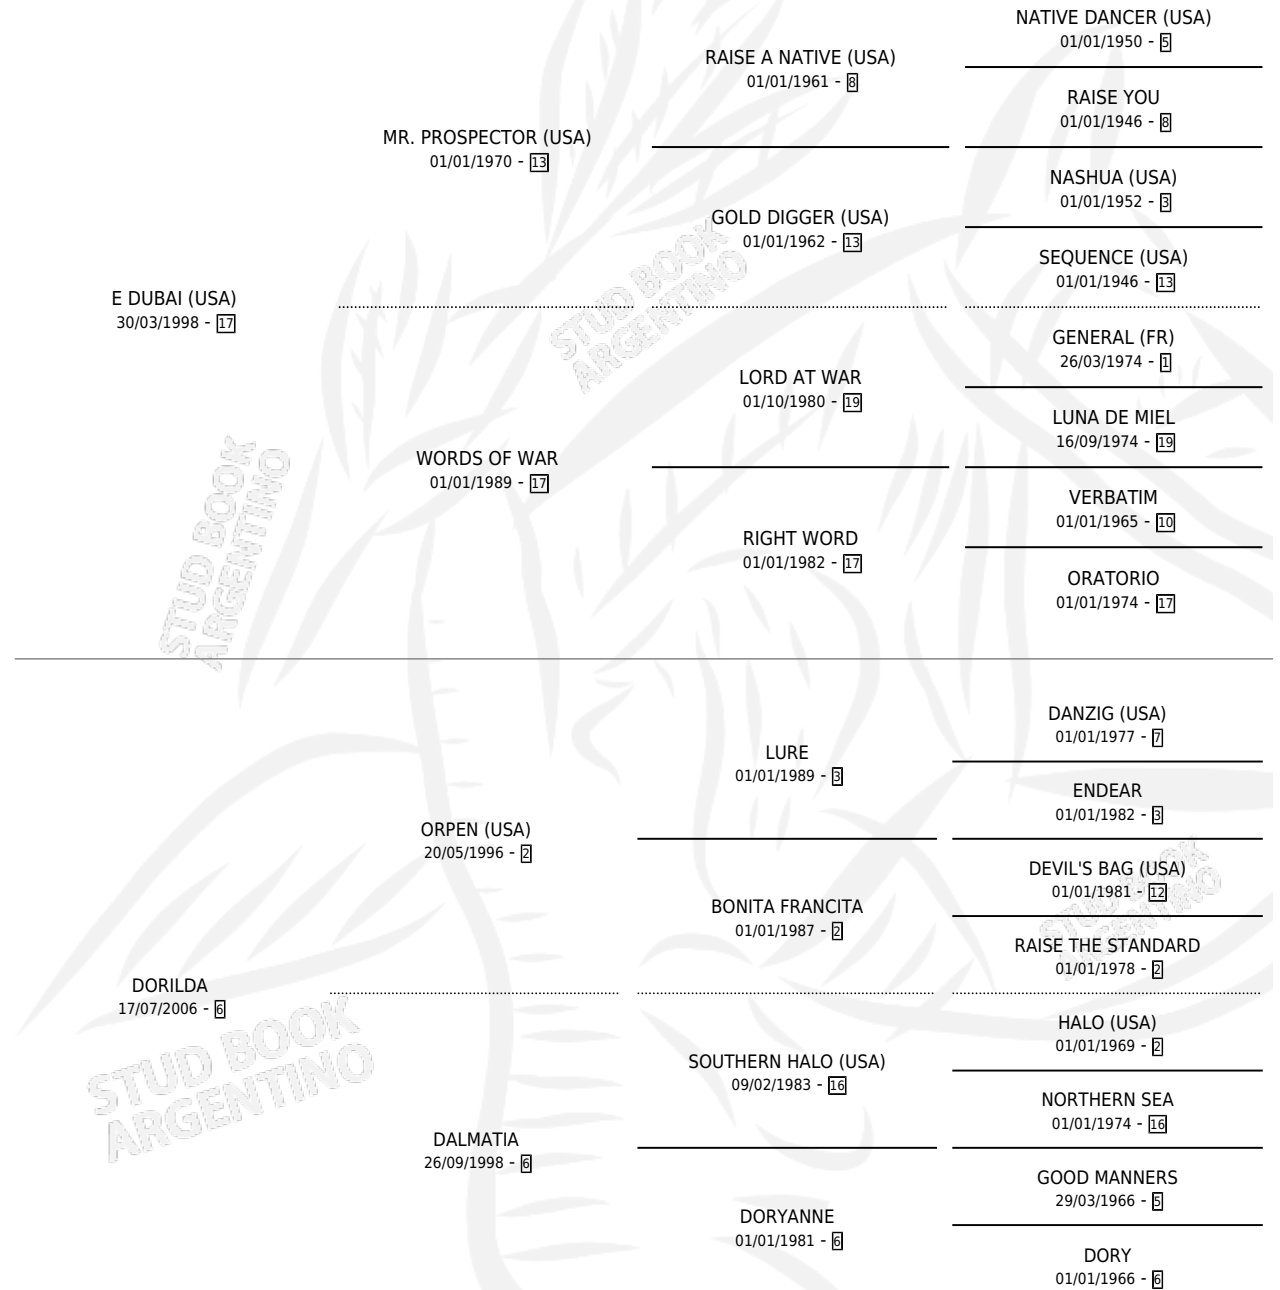 NATIVE DANCER (USA)
01/01/1950 - 5
RAISE A NATIVE (USA)
01/01/1961 - 8
RAISE YOU
01/01/1946 - 8
MR. PROSPECTOR (USA)
01/01/1970 - 13
NASHUA (USA)
01/01/1952 - 3
GOLD DIGGER (USA)
01/01/1962 - 13
SEQUENCE (USA)
01/01/1946 - 13
E DUBAI (USA)
30/03/1998 - 17
GENERAL (FR)
26/03/1974 - 1
LORD AT WAR
01/10/1980 - 19
LUNA DE MIEL
16/09/1974 - 19
WORDS OF WAR
01/01/1989 - 17
VERBATIM
01/01/1965 - 10
RIGHT WORD
01/01/1982 - 17
ORATORIO
01/01/1974 - 17
DANZIG (USA)
01/01/1977 - 7
LURE
01/01/1989 - 3
ENDEAR
01/01/1982 - 3
ORPEN (USA)
20/05/1996 - 2
DEVIL'S BAG (USA)
01/01/1981 - 12
BONITA FRANCITA
01/01/1987 - 2
RAISE THE STANDARD
01/01/1978 - 2
DORILDA
17/07/2006 - 6
HALO (USA)
01/01/1969 - 2
SOUTHERN HALO (USA)
09/02/1983 - 16
NORTHERN SEA
01/01/1974 - 16
DALMATIA
26/09/1998 - 6
GOOD MANNERS
29/03/1966 - 5
DORYANNE
01/01/1981 - 6
DORY
01/01/1966 - 6
STUD BOOK
ARGENTINO
STUD BOOK
ARGENTINO
STUD BOOK
ARGENTINO
STUD BOOK
ARGENTINO